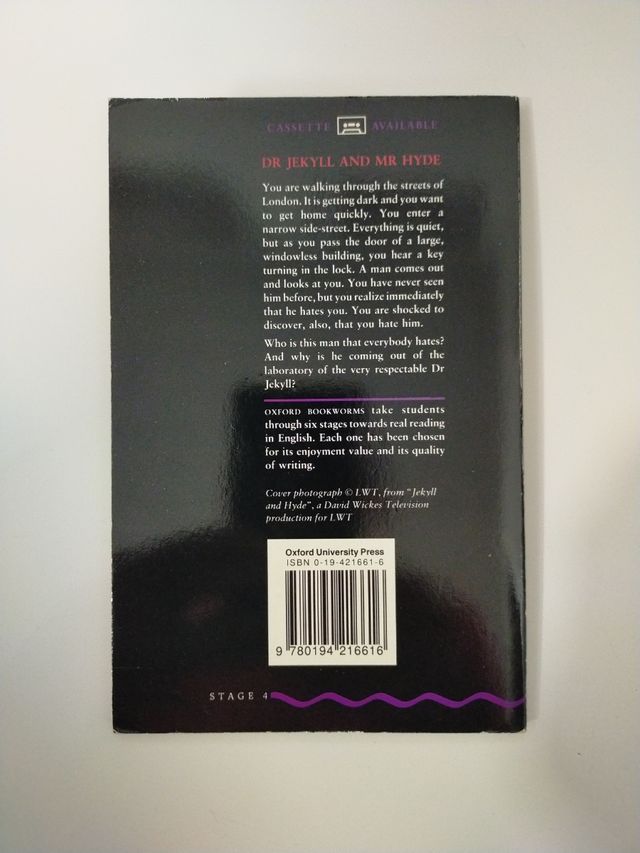 CASSETTE AVAILABLE
DR JEKYLL AND MR HYDE
You are walking through the streets of
London. It is getting dark and you want
to get home quickly. You enter a
narrow side-street. Everything is quiet,
but as you pass the door of a large,
windowless building, you hear a key
turning in the lock. A man comes out
and looks at you. You have never seen
him before, but you realize immediately
that he hates you. You are shocked to
discover, also, that you hate him.
Who is this man that everybody hates?
And why is he coming out of the
laboratory of the very respectable Dr
Jekyll?
OXFORD BOOKWORMS take students
through six stages towards real reading
in English. Each one has been chosen
for its enjoyment value and its quality
of writing.
Cover photograph © LWT, from "Jekyll
and Hyde", a David Wickes Television
production for LWT
Oxford University Press
ISBN 0-19-421661-6
9 780194 216616
STAGE 4